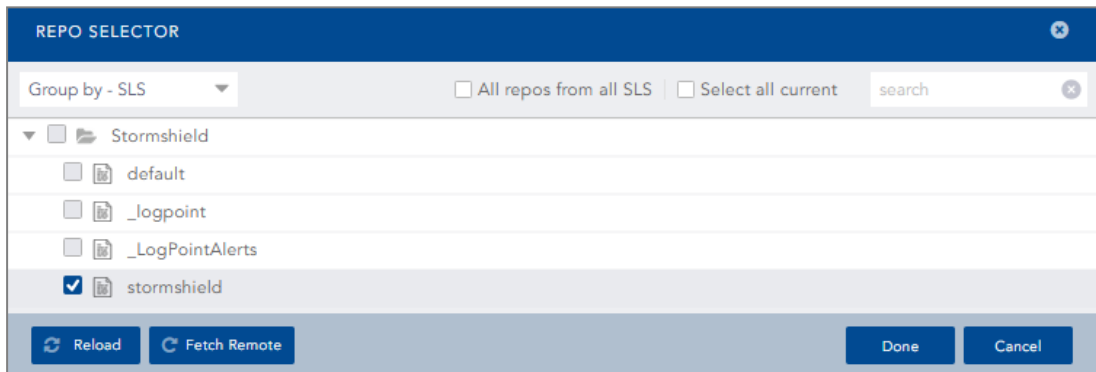 REPO SELECTOR
Group by - SLS All repos from all SLS Select all current search
Stormshield
default
_logpoint
_LogPointAlerts
stormshield
Reload Fetch Remote Done Cancel